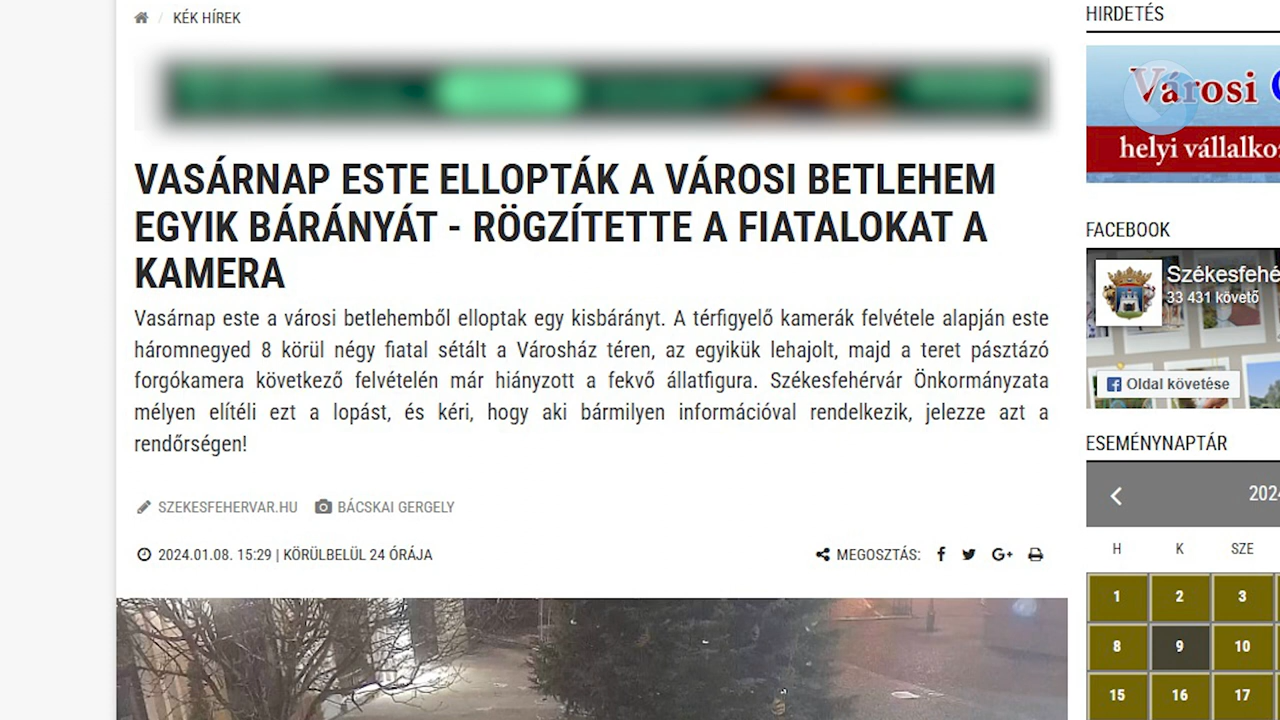 / KÉK HÍREK
VASÁRNAP ESTE ELLOPTÁK A VÁROSI BETLEHEM
EGYIK BÁRÁNYÁT - RÖGZÍTETTE A FIATALOKAT A
KAMERA
Vasárnap este a városi betlehemből elloptak egy kisbárányt. A térfigyelő kamerák felvétele alapján este
háromnegyed 8 körül négy fiatal sétált a Városház téren, az egyikük lehajolt, majd a teret pásztázó
forgókamera következő felvételén már hiányzott a fekvő állatfigura. Székesfehérvár Önkormányzata
mélyen elítéli ezt a lopást, és kéri, hogy aki bármilyen információval rendelkezik, jelezze azt a
rendőrségen!
SZEKESFEHERVAR.HU BÁCSKAI GERGELY
2024.01.08. 15:29 | KÖRÜLBELÜL 24 ÓRÁJA
MEGOSZTÁS:
HIRDETÉS
Városi
helyi vállalko
FACEBOOK
Székesfehé
33 431 követő
Oldal követése
ESEMÉNYNAPTÁR
202
H K SZE
1 2 3
8 9 10
15 16 17